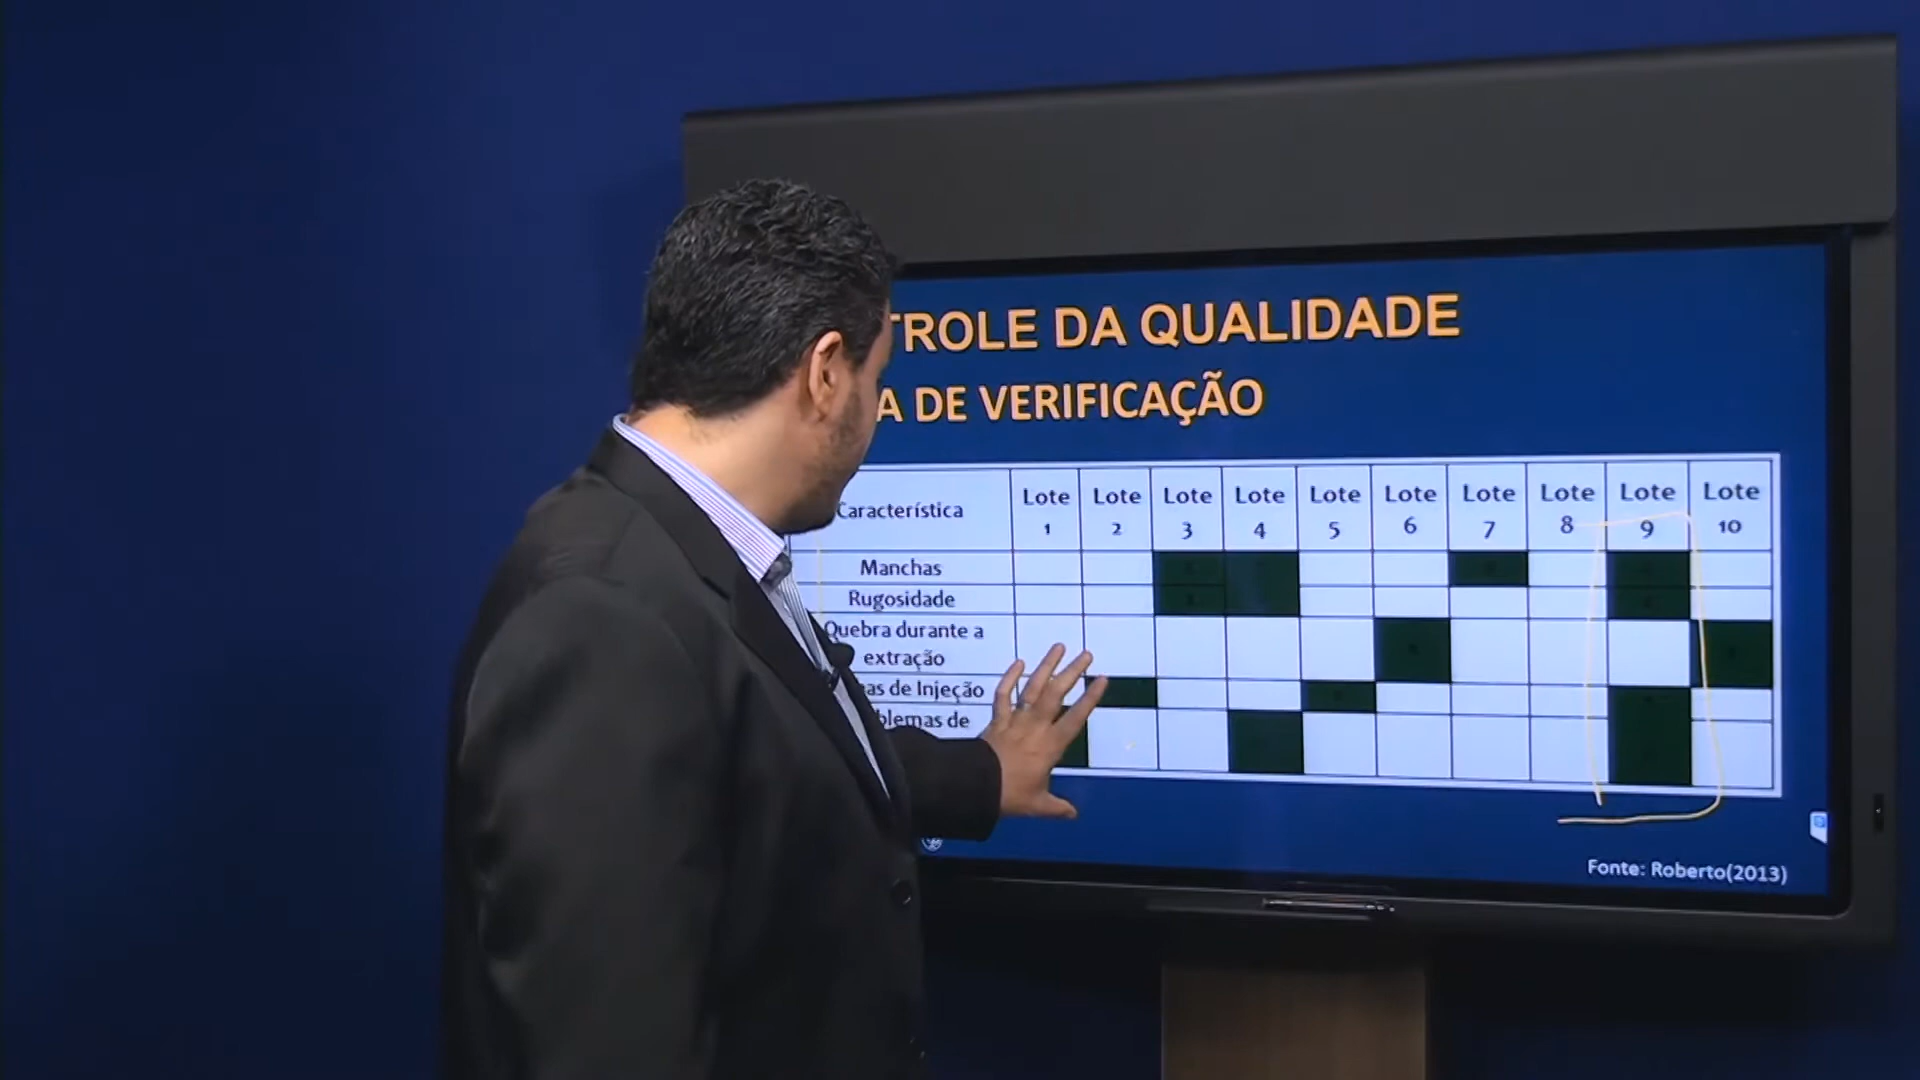 TROLE DA QUALIDADE
A DE VERIFICAÇÃO
Característica
Lote 1
Lote 2
Lote 3
Lote 4
Lote 5
Lote 6
Lote 7
Lote 8
Lote 9
Lote 10
Manchas
Rugosidade
Quebra durante a
extração
as de Injeção
blemas de
Fonte: Roberto(2013)